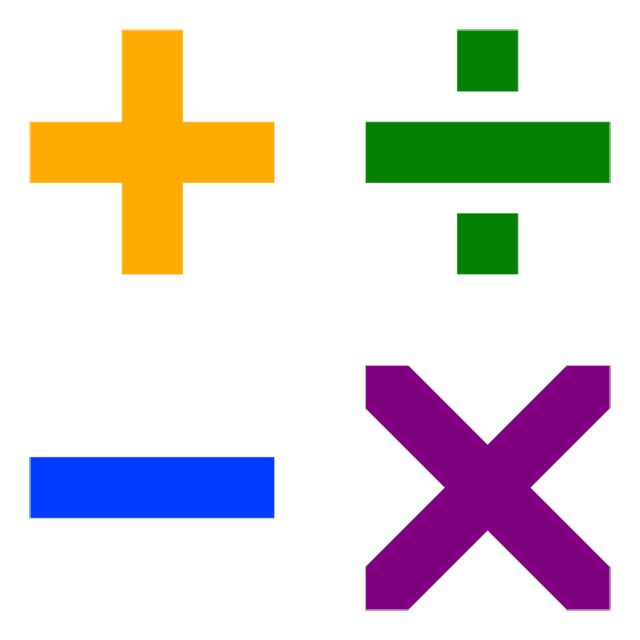 + ÷
− ×